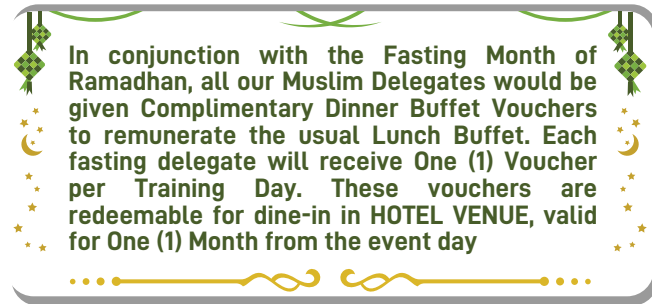 In conjunction with the Fasting Month of
Ramadhan, all our Muslim Delegates would be
given Complimentary Dinner Buffet Vouchers
to remunerate the usual Lunch Buffet. Each
fasting delegate will receive One (1) Voucher
per Training Day. These vouchers are
redeemable for dine-in in HOTEL VENUE, valid
for One (1) Month from the event day